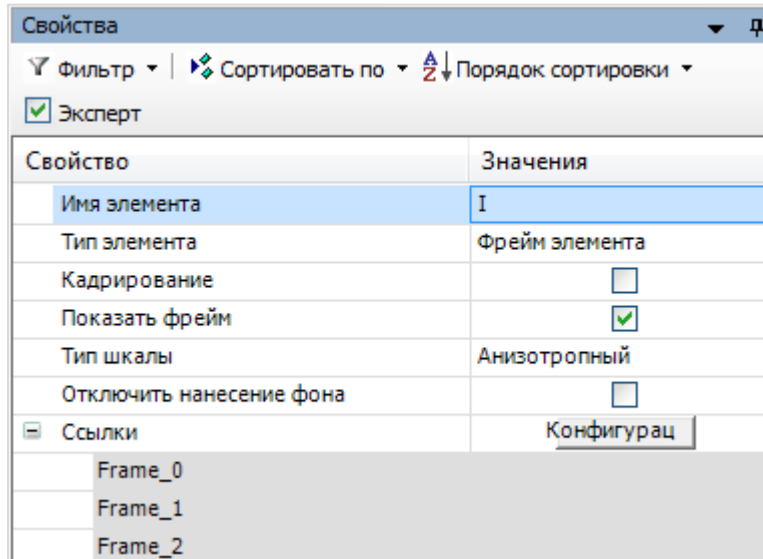 Свойства
Фильтр Сортировать по AZ Порядок сортировки
Эксперт
Свойство Значения
Имя элемента I
Тип элемента Фрейм элемента
Кадрирование
Показать фрейм
Тип шкалы Анизотропный
Отключить нанесение фона
Ссылки Конфигурац
Frame_0
Frame_1
Frame_2